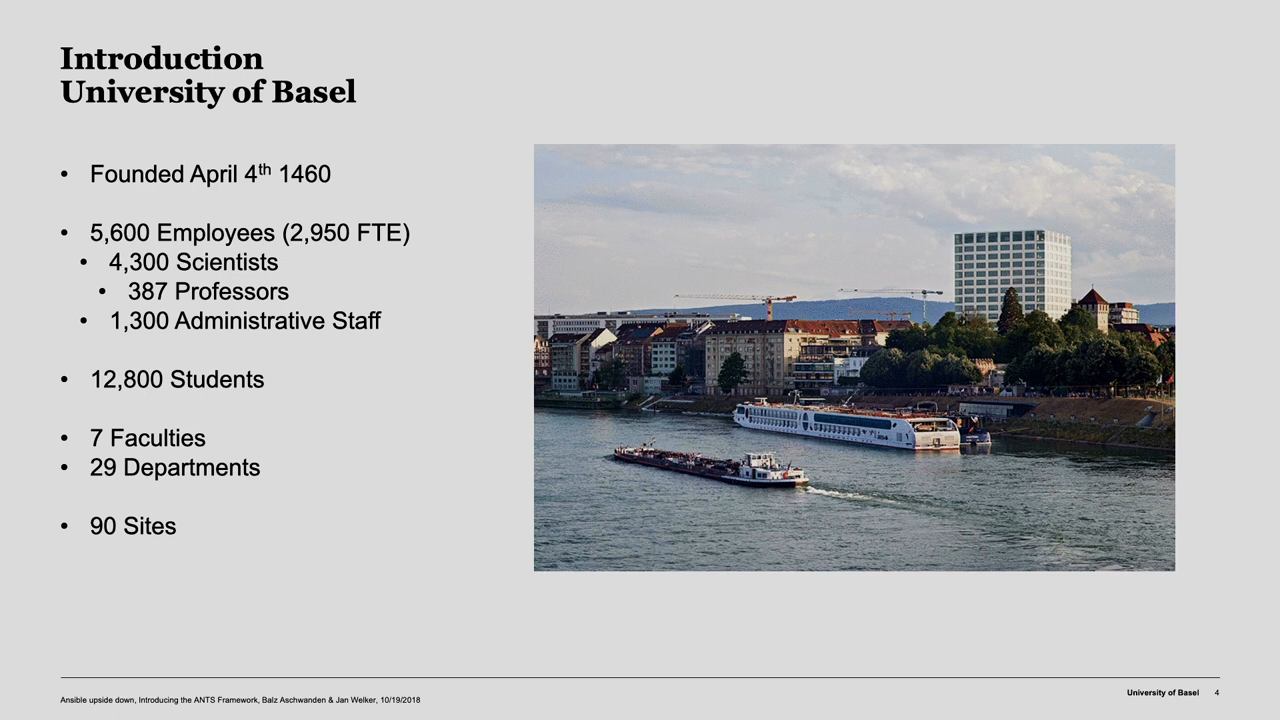 Introduction
University of Basel
• Founded April 4th 1460
• 5,600 Employees (2,950 FTE)
• 4,300 Scientists
• 387 Professors
• 1,300 Administrative Staff
• 12,800 Students
• 7 Faculties
• 29 Departments
• 90 Sites
Ansible upside down, Introducing the ANTS Framework, Balz Aschwanden & Jan Welker, 10/19/2018
University of Basel 4